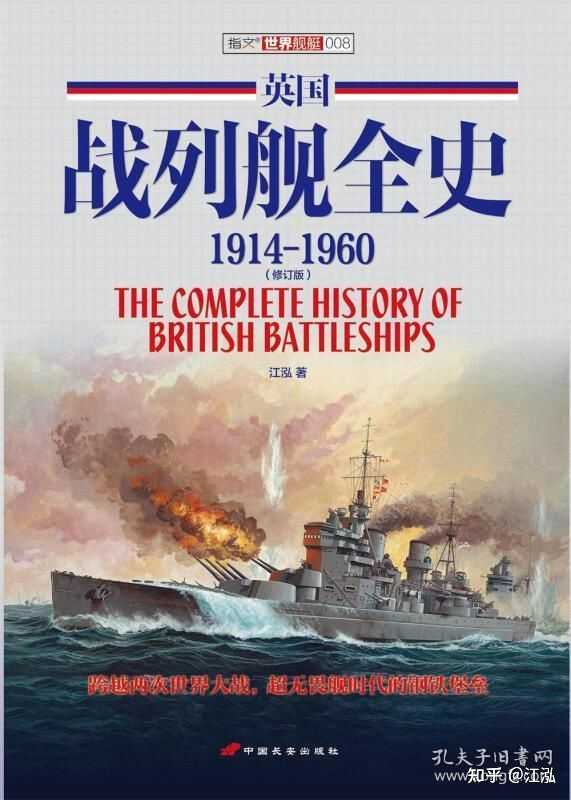 指文® 世界舰艇 008
英国
战列舰全史
1914-1960
(修订版)
THE COMPLETE HISTORY OF
BRITISH BATTLESHIPS
江泓 著
跨越两次世界大战，超无畏舰时代的钢铁堡垒
中国长安出版社
孔夫子旧书网
知乎 @江泓